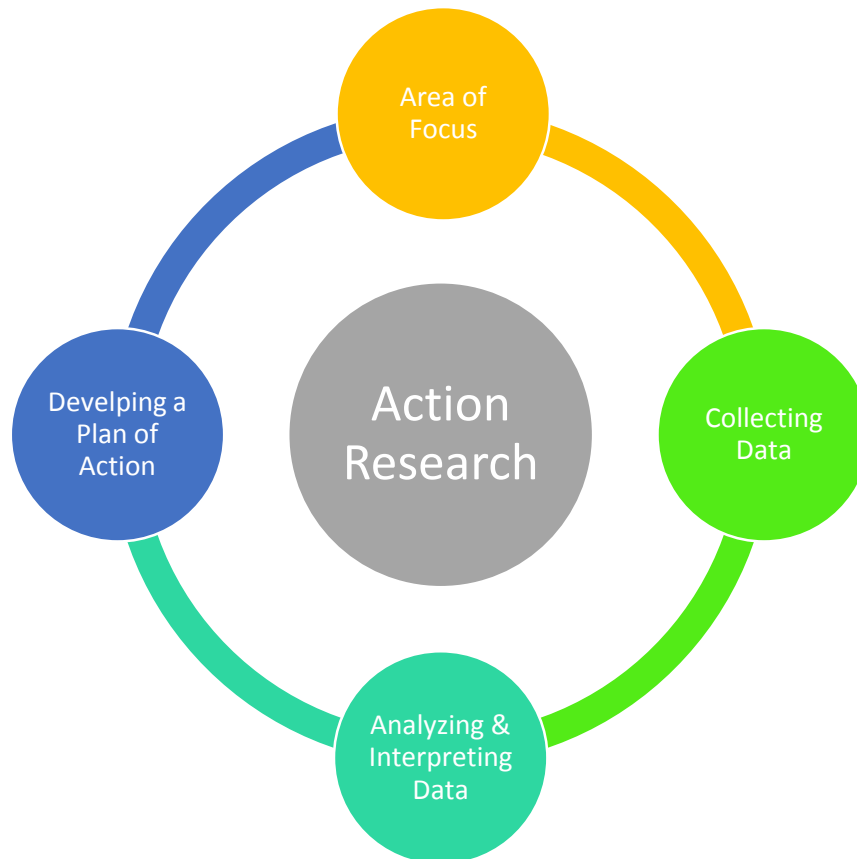 Area of
Focus
Develping a
Plan of
Action
Action
Research
Collecting
Data
Analyzing &
Interpreting
Data